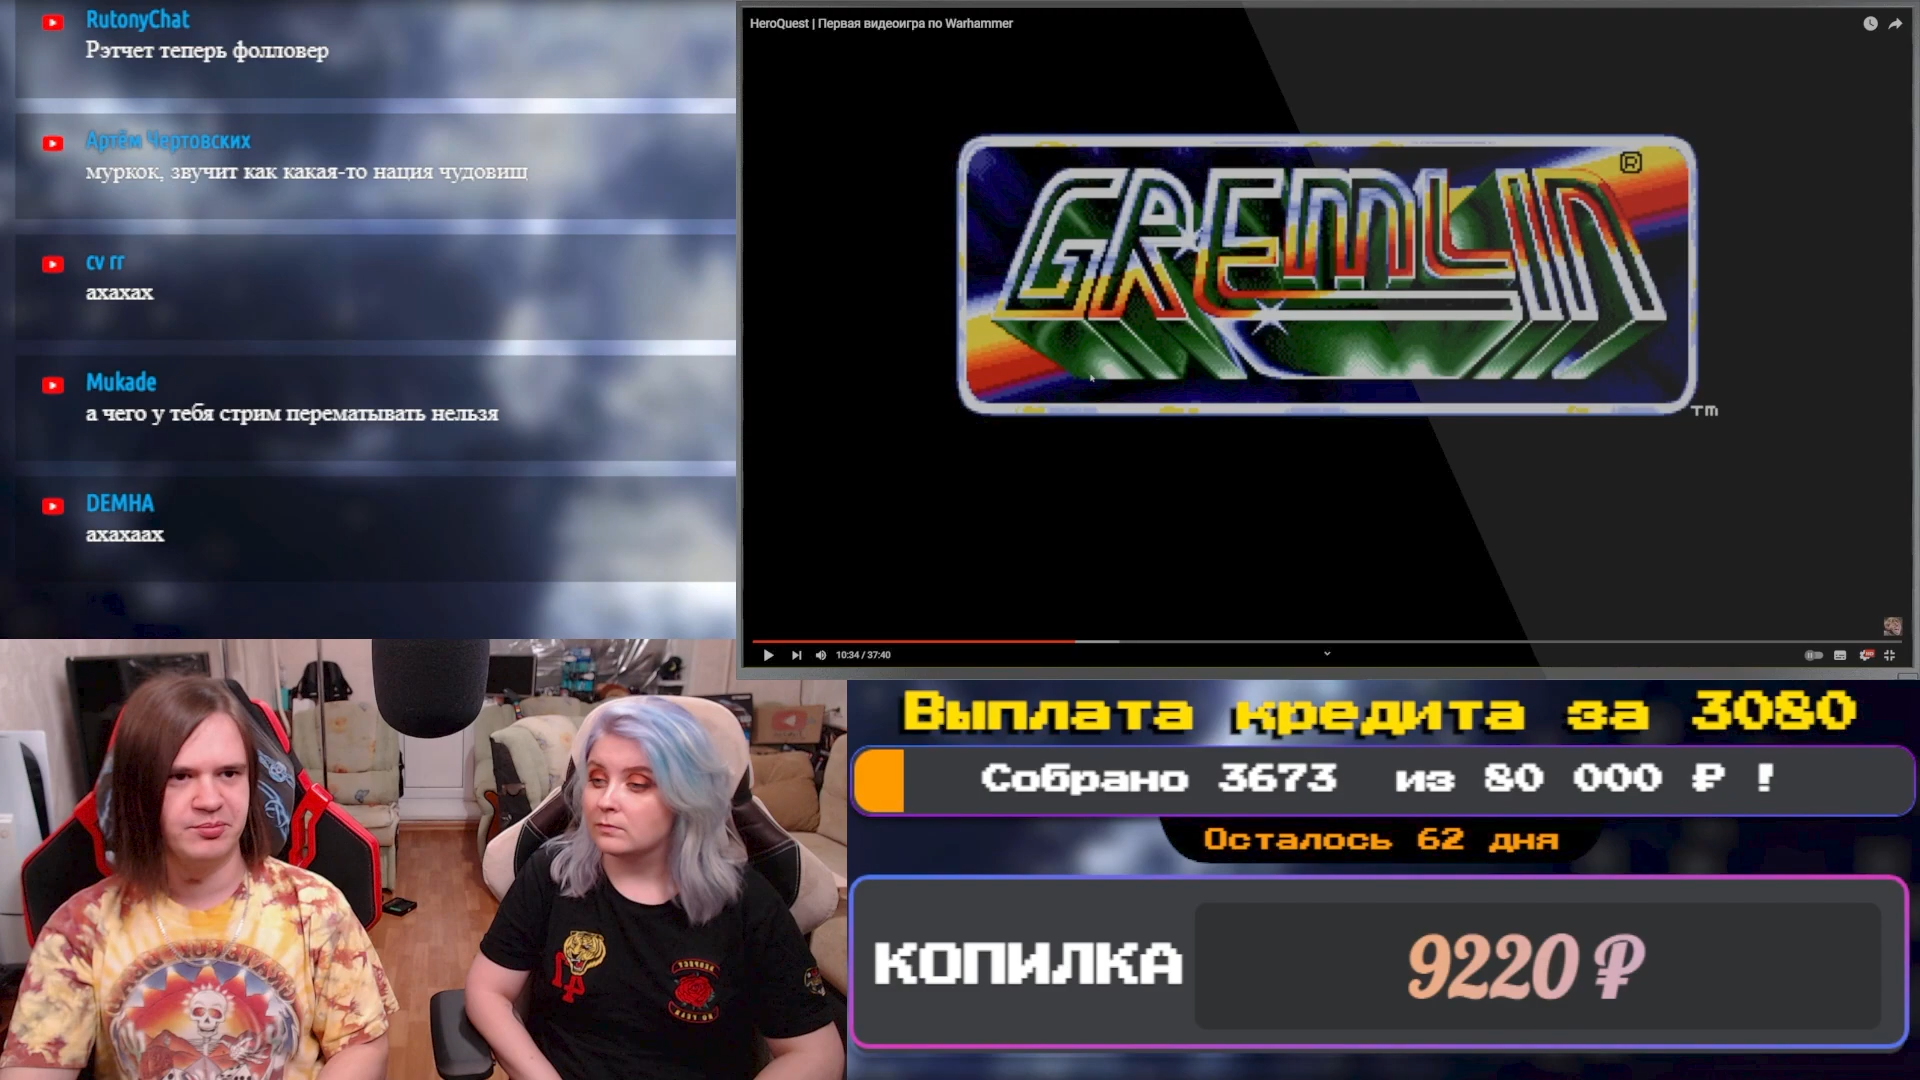 RutonyChat
Рэтчет теперь фолловер
Артём Чертовских
муркок, звучит как какая-то нация чудовищ
cv rr
ахахах
Mukade
а чего у тебя стрим перематывать нельзя
DEMHA
ахахаах
HeroQuest | Первая видеоигра по Warhammer
GREMLIN
®
TM
10:34 / 37:40
Выплата кредита за 3080
Собрано 3673 из 80 000 ₽ !
Осталось 62 дня
КОПИЛКА
9220 ₽